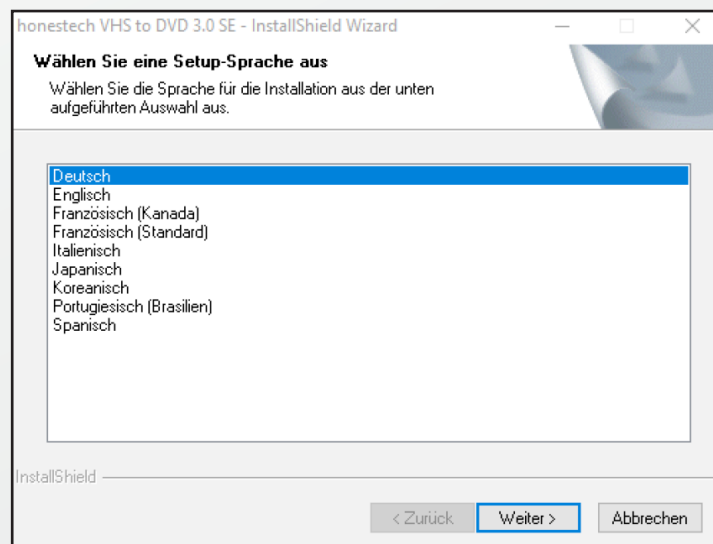 honestech VHS to DVD 3.0 SE - InstallShield Wizard
Wählen Sie eine Setup-Sprache aus
Wählen Sie die Sprache für die Installation aus der unten
aufgeführten Auswahl aus.
Deutsch
Englisch
Französisch (Kanada)
Französisch (Standard)
Italienisch
Japanisch
Koreanisch
Portugiesisch (Brasilien)
Spanisch
InstallShield
< Zurück Weiter > Abbrechen